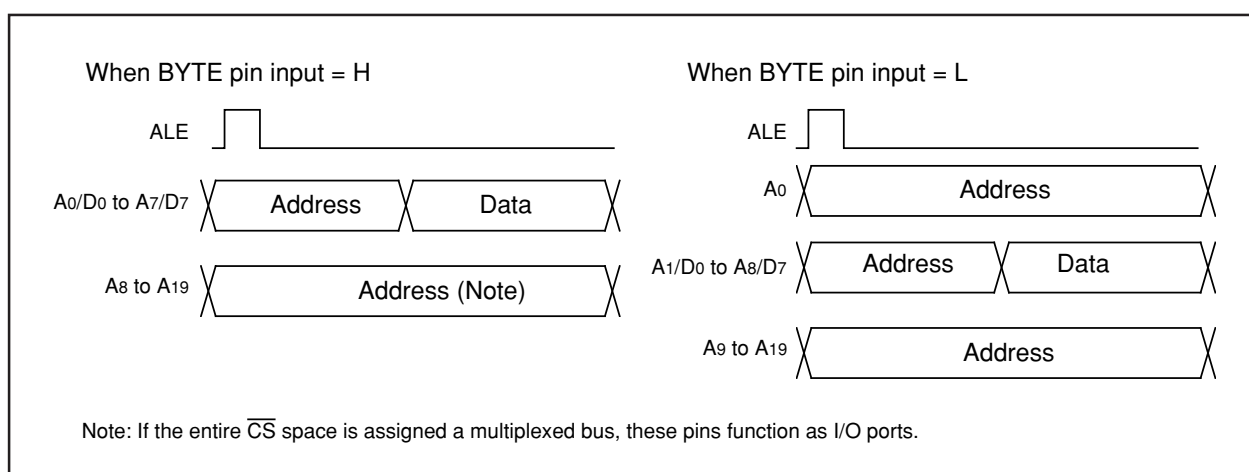 When BYTE pin input = H
ALE
A0/D0 to A7/D7
Address
Data
A8 to A19
Address (Note)
When BYTE pin input = L
ALE
A0
Address
A1/D0 to A8/D7
Address
Data
A9 to A19
Address
Note: If the entire C̅S̅ space is assigned a multiplexed bus, these pins function as I/O ports.